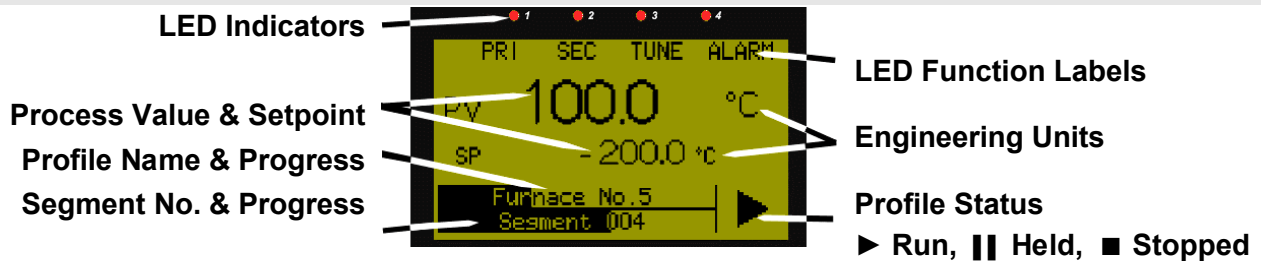 LED Indicators
1 2 3 4
PRI SEC TUNE ALARM
LED Function Labels
Process Value & Setpoint
PV 100.0 °C
Engineering Units
Profile Name & Progress
SP -200.0 °C
Segment No. & Progress
Furnace No.5
Profile Status
Segment 004
► Run, ❚❚ Held, ■ Stopped